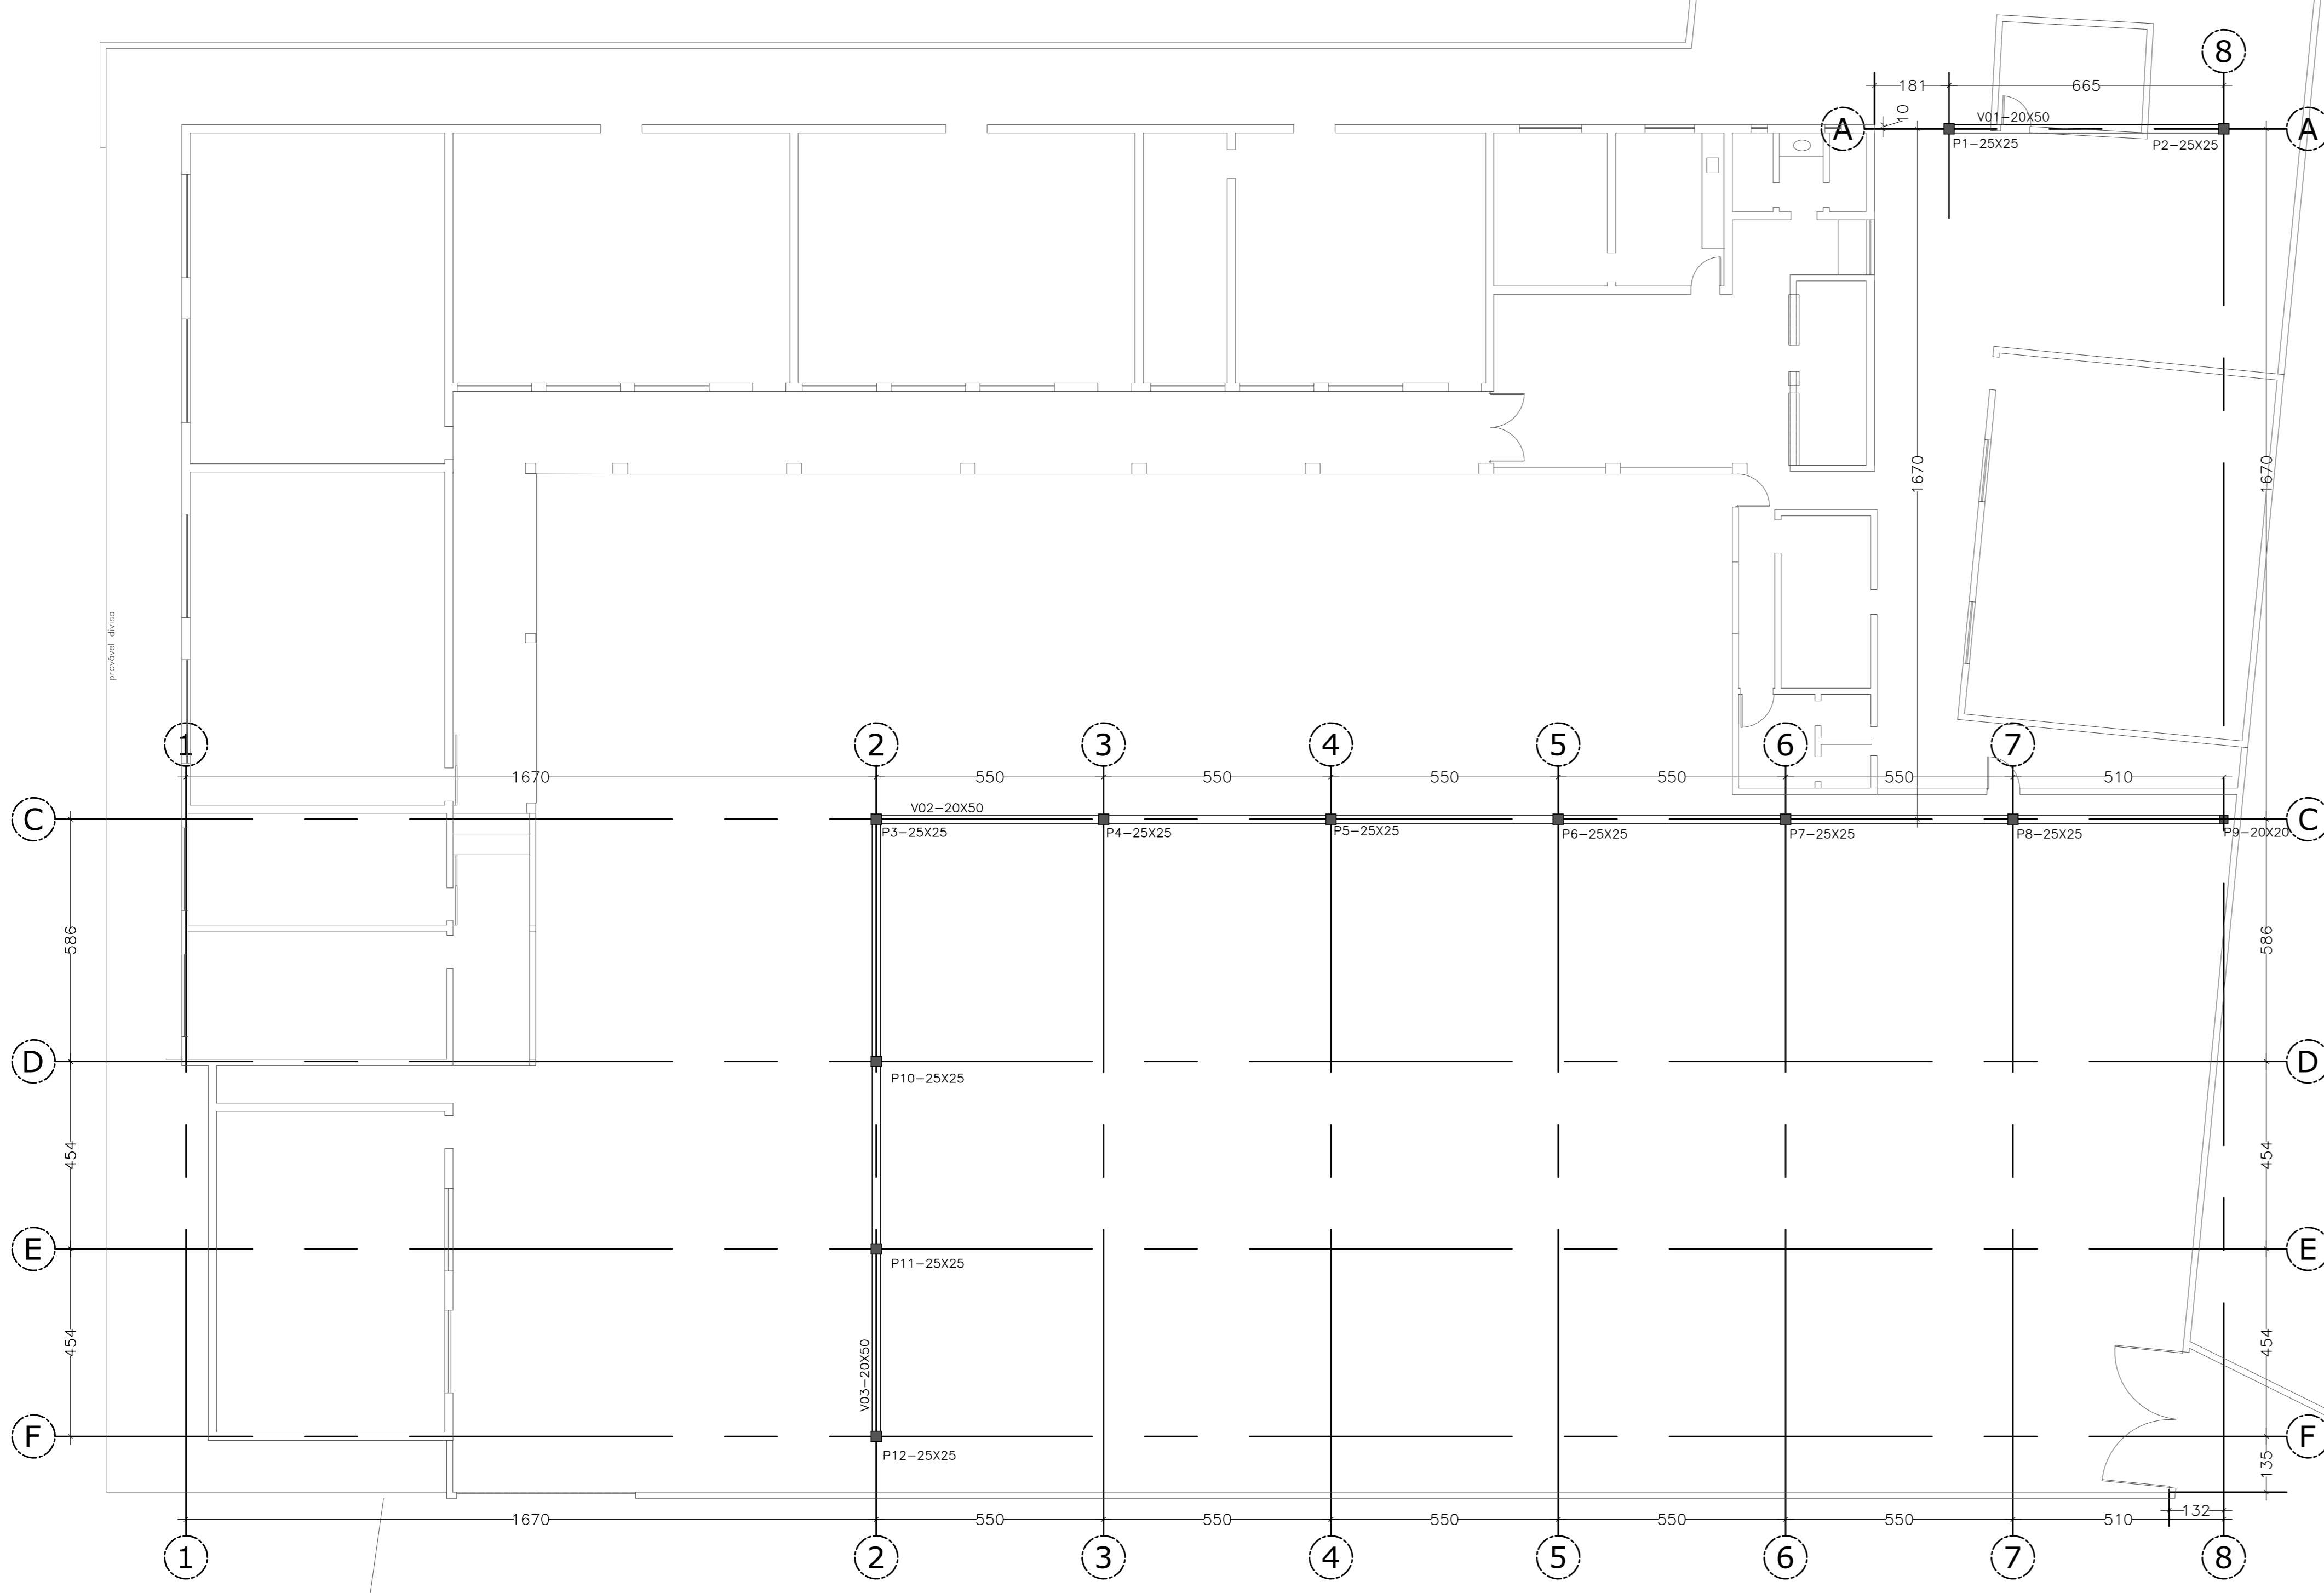 8
181
665
10
V01-20X50
A
A
P1-25X25
P2-25X25
1670
1670
provável divisa
1
2
3
4
5
6
7
1670
550
550
550
550
550
510
V02-20X50
C
C
P3-25X25
P4-25X25
P5-25X25
P6-25X25
P7-25X25
P8-25X25
P9-20X20
586
586
D
D
P10-25X25
454
454
E
E
P11-25X25
454
454
V03-20X50
F
F
P12-25X25
135
132
1670
550
550
550
550
550
510
1
2
3
4
5
6
7
8